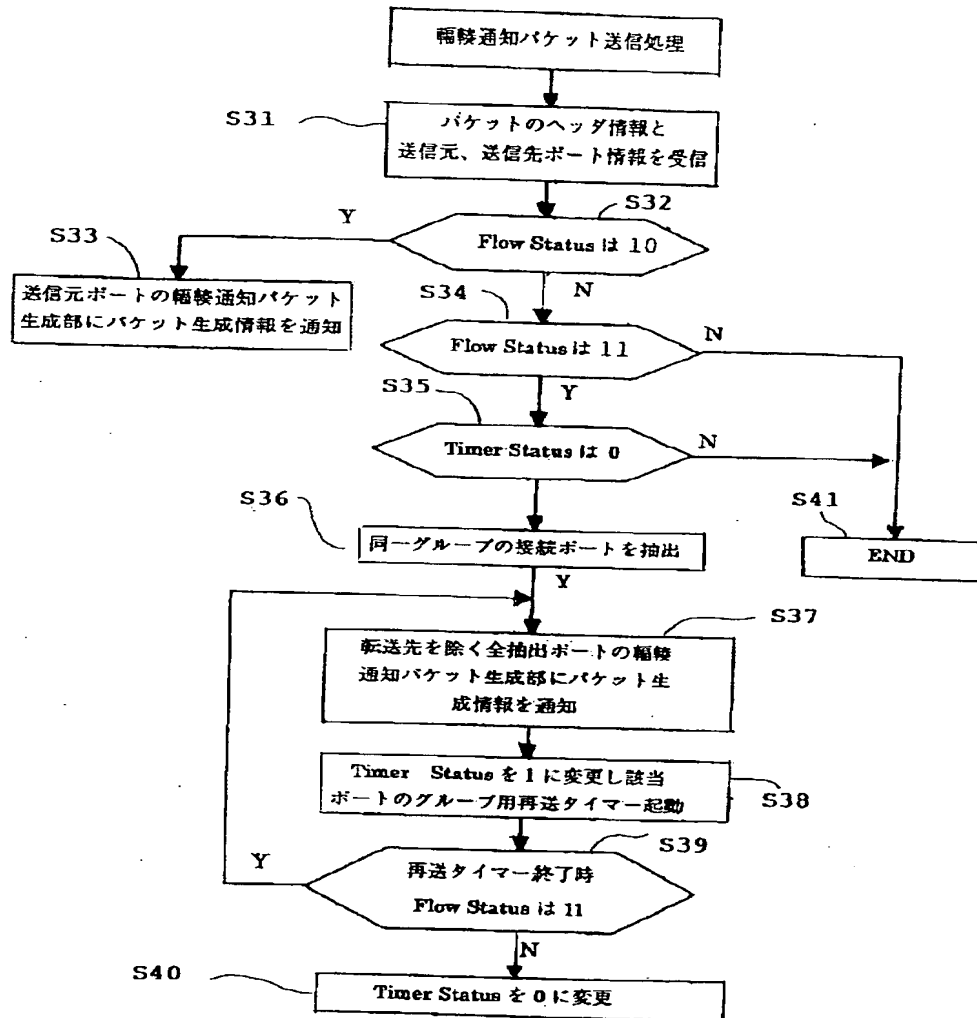 輻輳通知パケット送信処理
S31
パケットのヘッダ情報と
送信元、送信先ポート情報を受信
S32
Y
Flow Status は 10
S33
N
送信元ポートの輻輳通知パケット
生成部にパケット生成情報を通知
S34
N
Flow Status は 11
S35
Y
Timer Status は 0
N
S36
S41
同一グループの接続ポートを抽出
END
Y
S37
転送先を除く全抽出ポートの輻輳
通知パケット生成部にパケット生
成情報を通知
Timer Status を 1 に変更し該当
ポートのグループ用再送タイマー起動
S38
S39
Y
再送タイマー終了時
Flow Status は 11
N
S40
Timer Status を 0 に変更